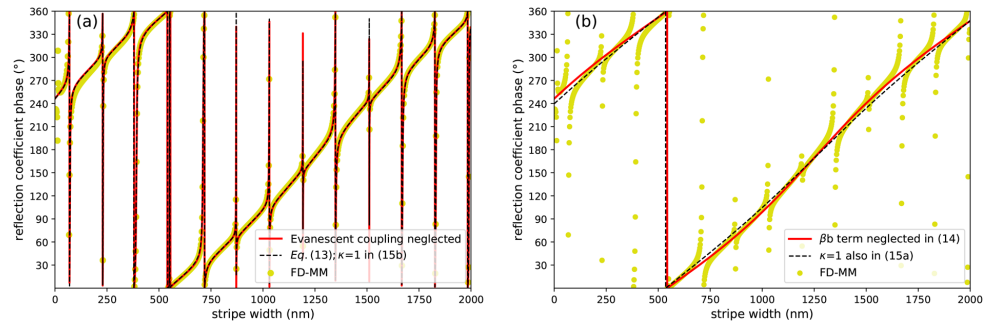 (a)
reflection coefficient phase (°)
360
330
300
270
240
210
180
150
120
90
60
30
0 250 500 750 1000 1250 1500 1750 2000
stripe width (nm)
Evanescent coupling neglected
Eq. (13); κ=1 in (15b)
FD-MM
(b)
reflection coefficient phase (°)
360
330
300
270
240
210
180
150
120
90
60
30
0 250 500 750 1000 1250 1500 1750 2000
stripe width (nm)
βb term neglected in (14)
κ=1 also in (15a)
FD-MM